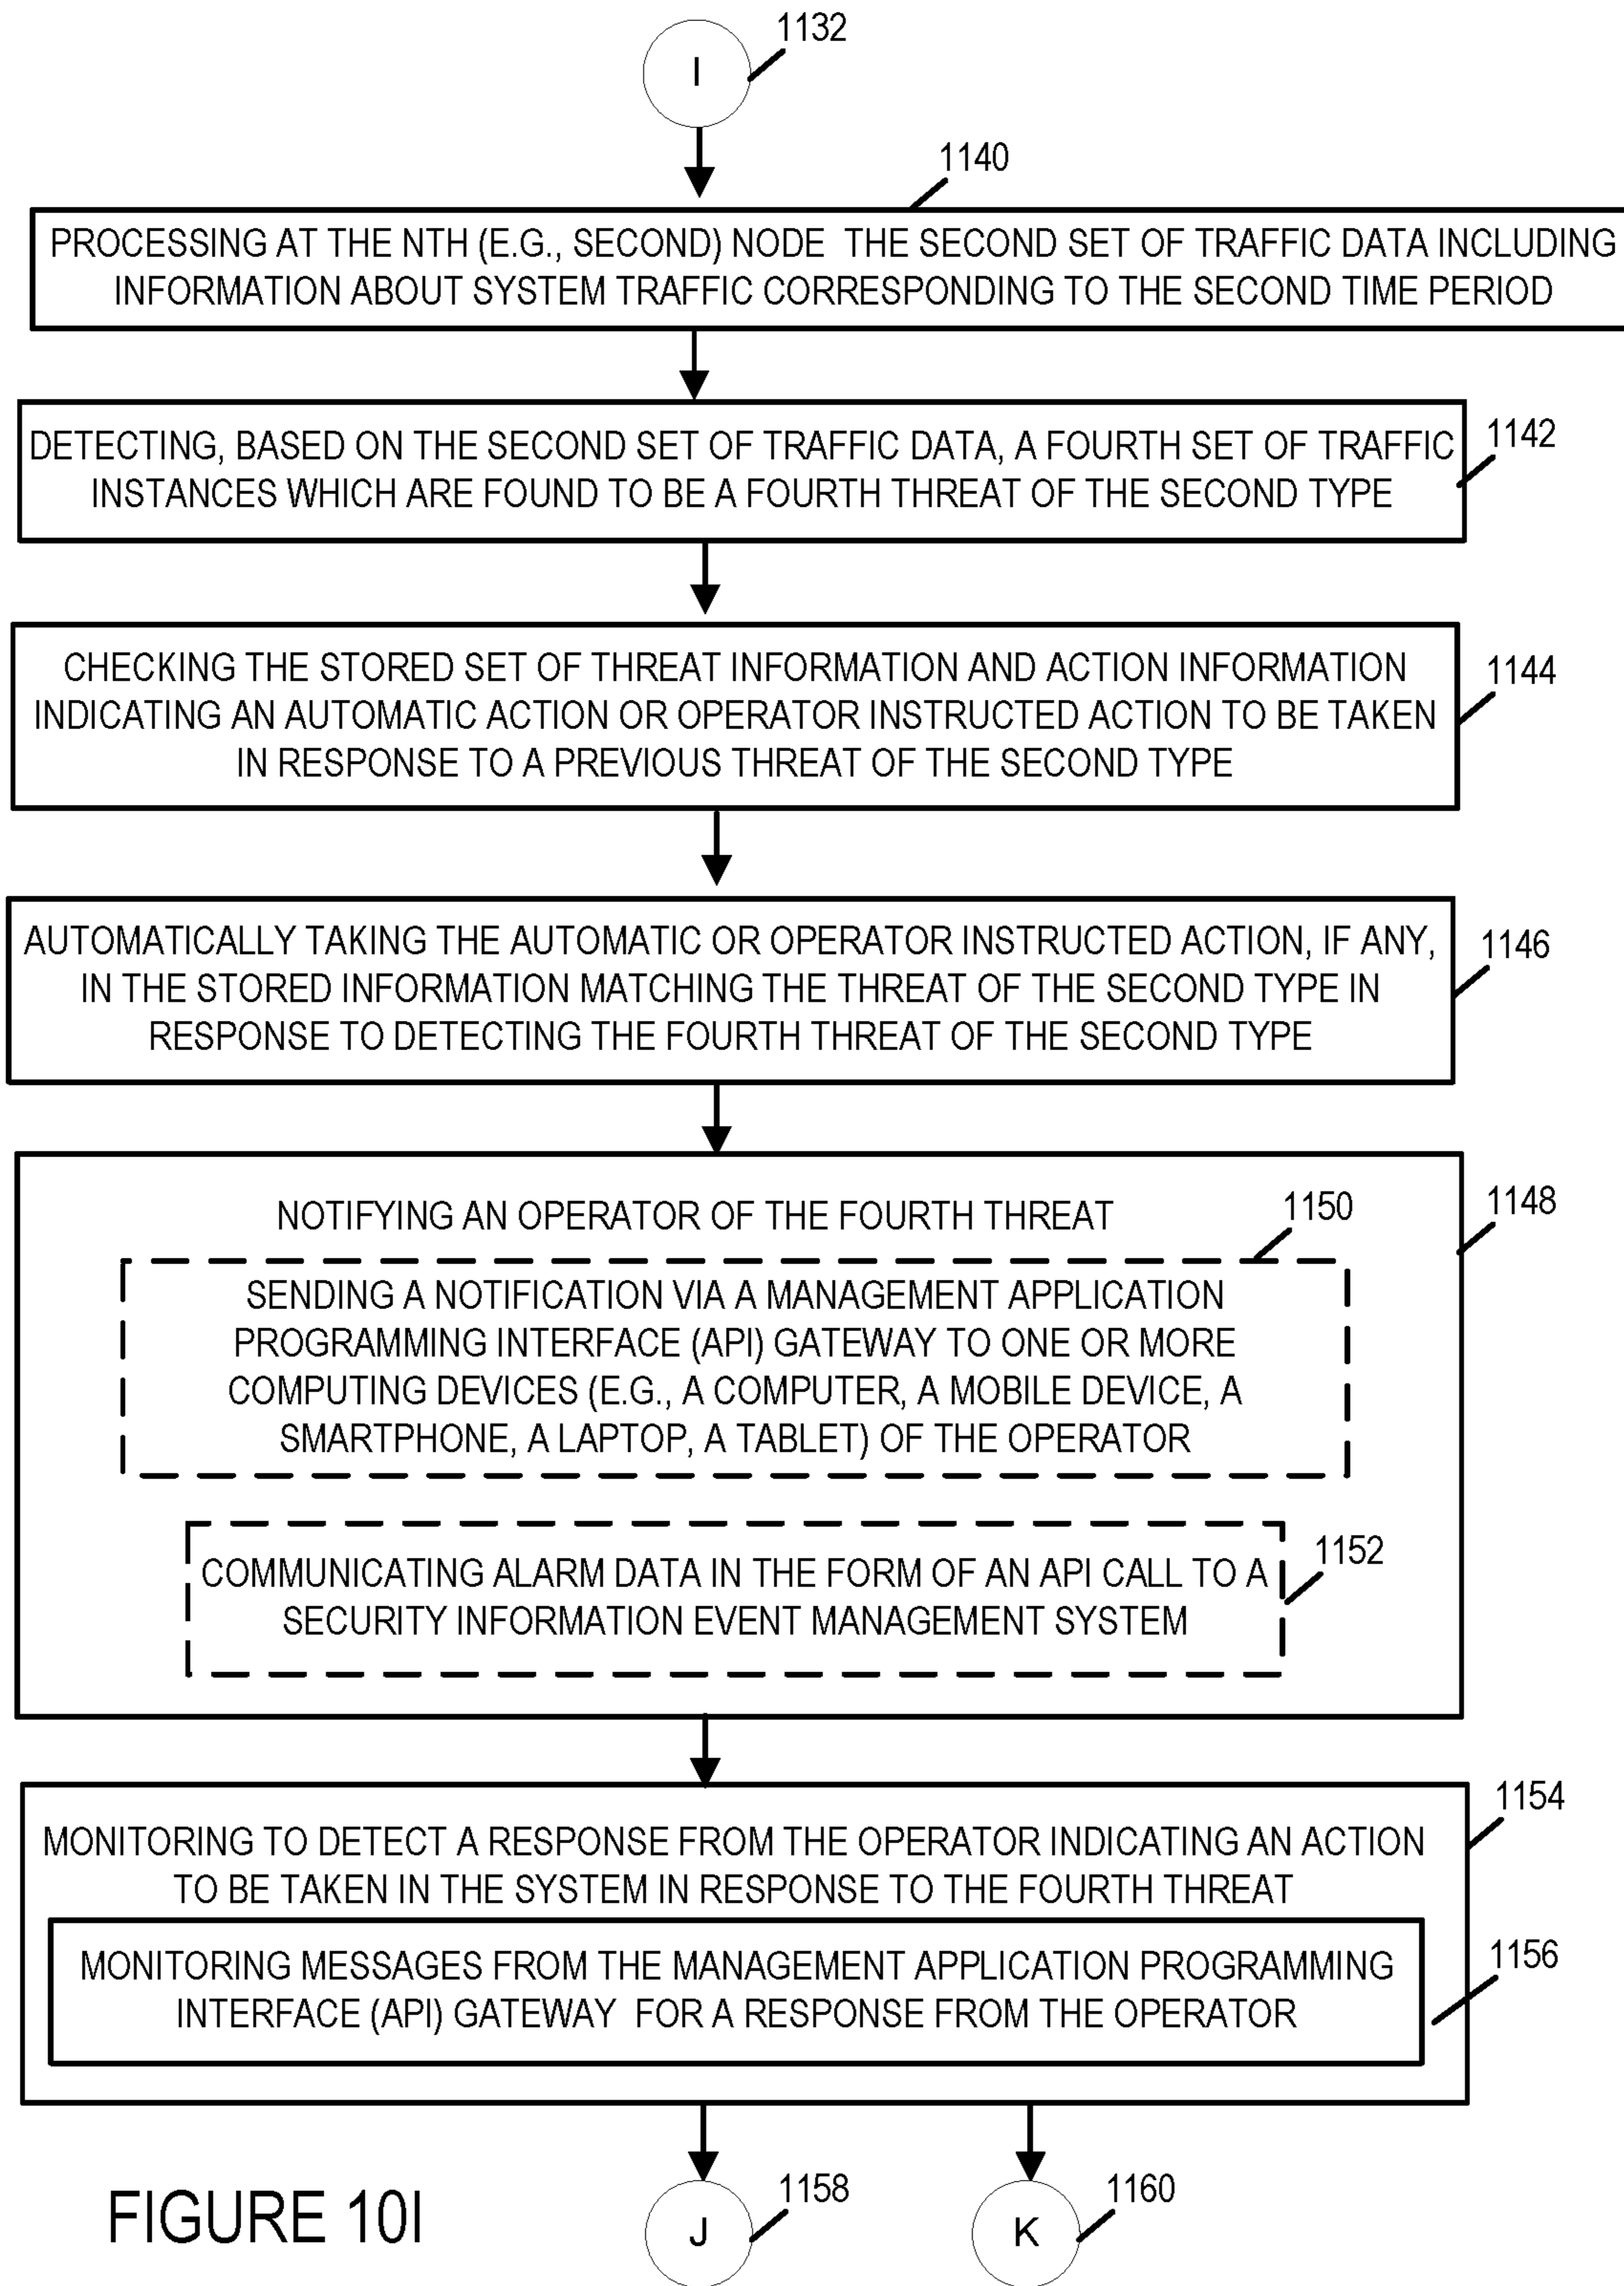 1132
I
1140
PROCESSING AT THE NTH (E.G., SECOND) NODE THE SECOND SET OF TRAFFIC DATA INCLUDING
INFORMATION ABOUT SYSTEM TRAFFIC CORRESPONDING TO THE SECOND TIME PERIOD
DETECTING, BASED ON THE SECOND SET OF TRAFFIC DATA, A FOURTH SET OF TRAFFIC
INSTANCES WHICH ARE FOUND TO BE A FOURTH THREAT OF THE SECOND TYPE
1142
CHECKING THE STORED SET OF THREAT INFORMATION AND ACTION INFORMATION
INDICATING AN AUTOMATIC ACTION OR OPERATOR INSTRUCTED ACTION TO BE TAKEN
IN RESPONSE TO A PREVIOUS THREAT OF THE SECOND TYPE
1144
AUTOMATICALLY TAKING THE AUTOMATIC OR OPERATOR INSTRUCTED ACTION, IF ANY,
IN THE STORED INFORMATION MATCHING THE THREAT OF THE SECOND TYPE IN
RESPONSE TO DETECTING THE FOURTH THREAT OF THE SECOND TYPE
1146
NOTIFYING AN OPERATOR OF THE FOURTH THREAT
1150
1148
SENDING A NOTIFICATION VIA A MANAGEMENT APPLICATION
PROGRAMMING INTERFACE (API) GATEWAY TO ONE OR MORE
COMPUTING DEVICES (E.G., A COMPUTER, A MOBILE DEVICE, A
SMARTPHONE, A LAPTOP, A TABLET) OF THE OPERATOR
COMMUNICATING ALARM DATA IN THE FORM OF AN API CALL TO A
SECURITY INFORMATION EVENT MANAGEMENT SYSTEM
1152
1154
MONITORING TO DETECT A RESPONSE FROM THE OPERATOR INDICATING AN ACTION
TO BE TAKEN IN THE SYSTEM IN RESPONSE TO THE FOURTH THREAT
MONITORING MESSAGES FROM THE MANAGEMENT APPLICATION PROGRAMMING
INTERFACE (API) GATEWAY FOR A RESPONSE FROM THE OPERATOR
1156
1158
1160
J
K
FIGURE 10I